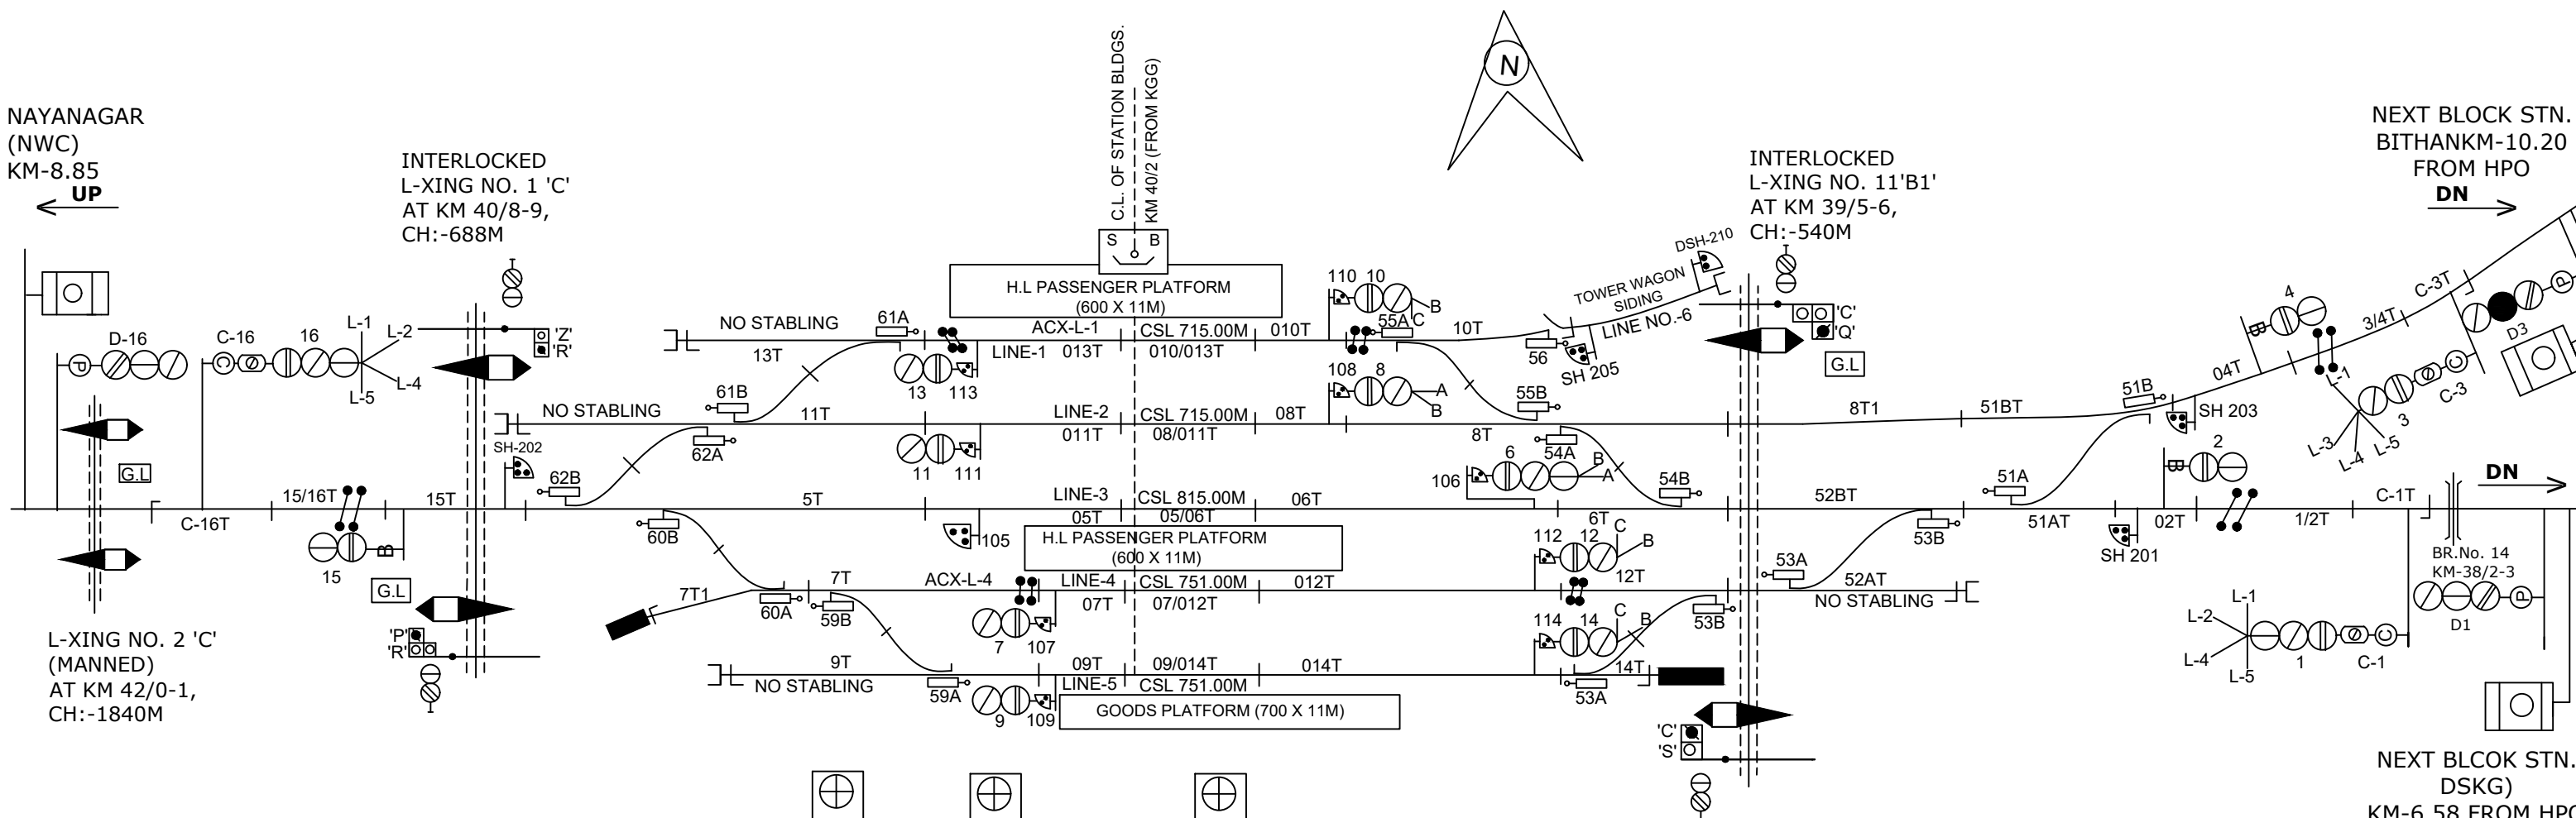 NAYANAGAR
(NWC)
KM-8.85
UP
INTERLOCKED
L-XING NO. 1 'C'
AT KM 40/8-9,
CH:-688M
C.L. OF STATION BLDGS.
KM 40/2 (FROM KGG)
N
INTERLOCKED
L-XING NO. 11'B1'
AT KM 39/5-6,
CH:-540M
NEXT BLOCK STN.
BITHANKM-10.20
FROM HPO
DN
S B
H.L PASSENGER PLATFORM
(600 X 11M)
DSH-210
TOWER WAGON
SIDING
LINE NO.-6
D-16
P
C-16
C
16
L-1
L-2
L-4
L-5
'Z'
'R'
NO STABLING
13T
61A
ACX-L-1
LINE-1
013T
CSL 715.00M
010/013T
010T
110 10
B
C
55A
10T
56
SH 205
'C'
'Q'
G.L
4
B
3/4T
C-3T
D3
P
04T
L-1
C-3
C
3
L-3
L-4
L-5
13
113
108 8
A
B
61B
NO STABLING
11T
LINE-2
011T
CSL 715.00M
08/011T
08T
55B
8T
8T1
51BT
51B
SH 203
G.L
SH-202
62A
11
111
106
6
B
A
54A
2
B
DN
62B
15/16T
C-16T
15T
5T
LINE-3
05T
CSL 815.00M
05/06T
06T
54B
6T
52BT
51A
51AT
02T
1/2T
C-1T
15
B
60B
105
H.L PASSENGER PLATFORM
(600 X 11M)
112 12
C
B
53B
SH 201
BR.No. 14
KM-38/2-3
G.L
7T1
7T
ACX-L-4
LINE-4
07T
CSL 751.00M
07/012T
012T
12T
53A
52AT
NO STABLING
60A
59B
7
107
114 14
C
B
53B
L-1
L-2
L-4
L-5
1
C-1
C
D1
P
L-XING NO. 2 'C'
(MANNED)
AT KM 42/0-1,
CH:-1840M
'P'
'R'
9T
NO STABLING
59A
09T
LINE-5
09/014T
CSL 751.00M
014T
14T
53A
9
109
GOODS PLATFORM (700 X 11M)
'C'
'S'
NEXT BLCOK STN.
DSKG)
KM-6.58 FROM HPO